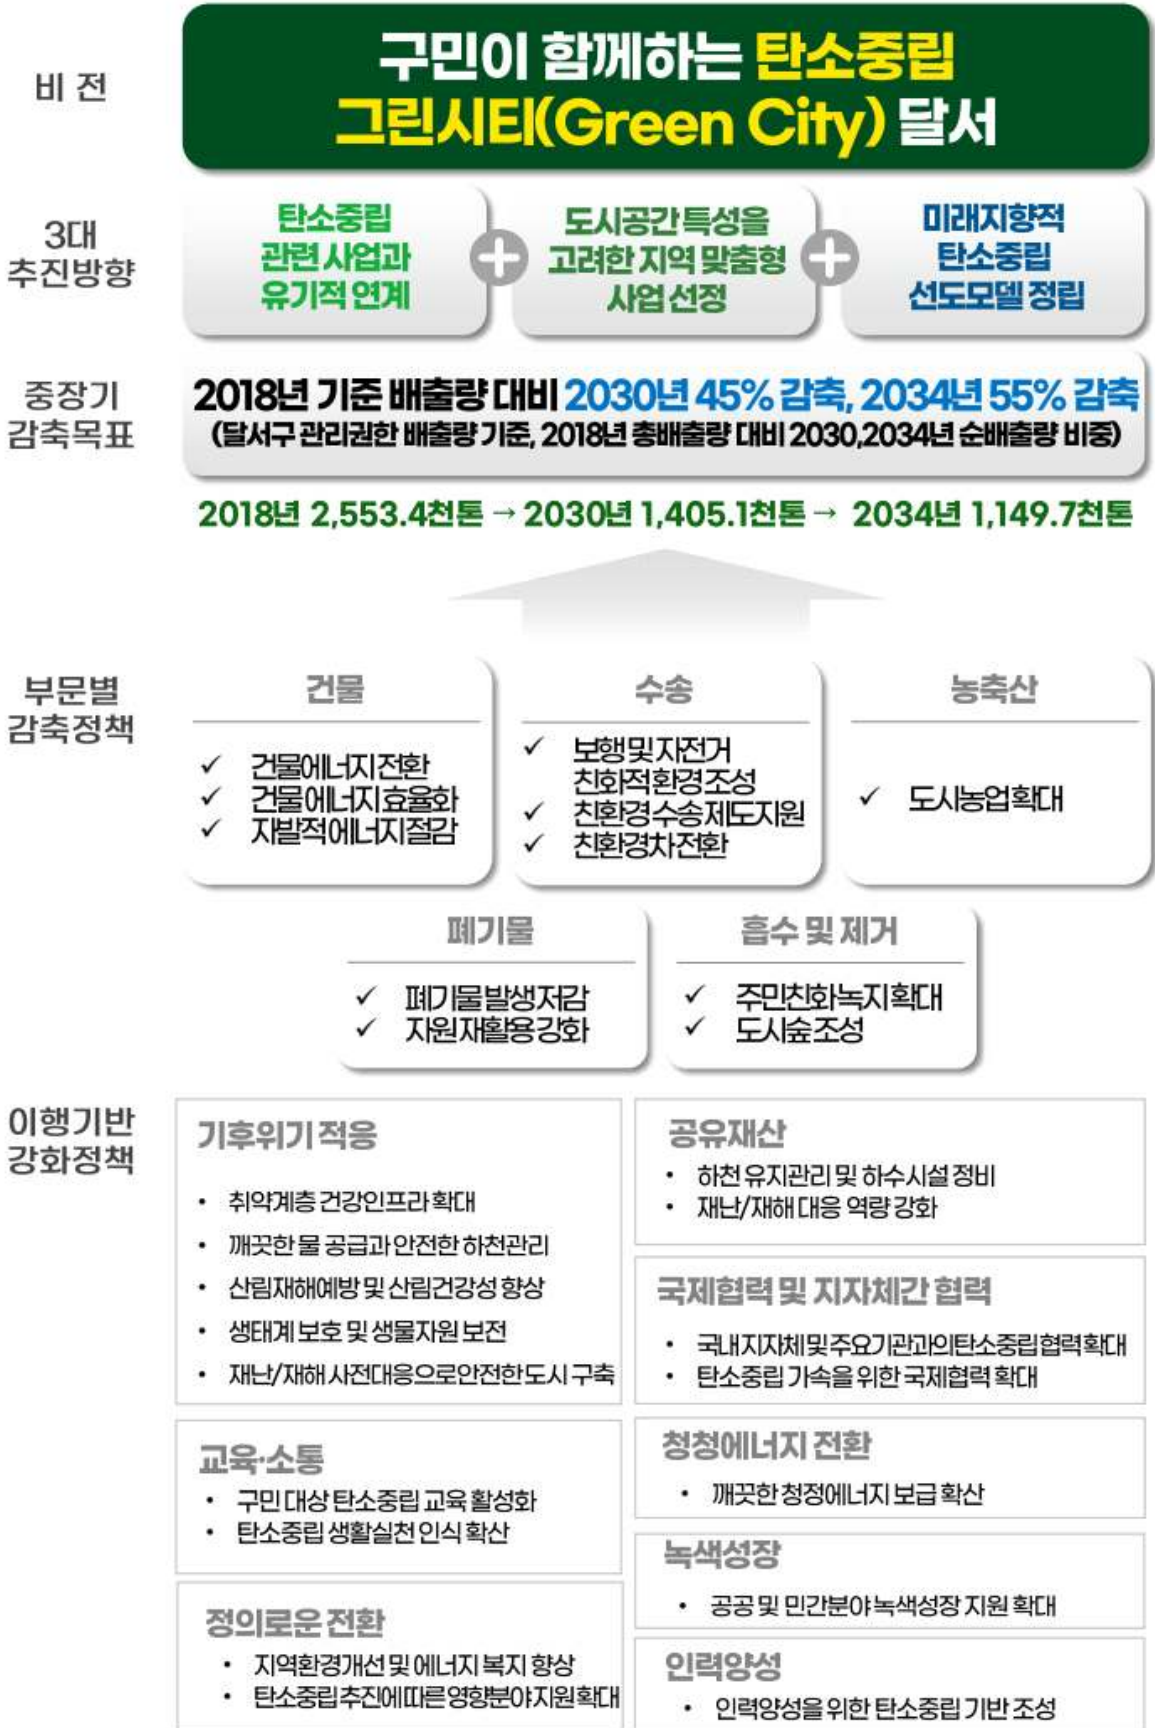 비 전
구민이 함께하는 탄소중립
그린시티(Green City) 달서
3대
추진방향
탄소중립
관련 사업과
유기적 연계
도시공간 특성을
고려한 지역 맞춤형
사업 선정
미래지향적
탄소중립
선도모델 정립
중장기
감축목표
2018년 기준 배출량 대비 2030년 45% 감축, 2034년 55% 감축
(달서구 관리권한 배출량 기준, 2018년 총배출량 대비 2030,2034년 순배출량 비중)
2018년 2,553.4천톤 → 2030년 1,405.1천톤 → 2034년 1,149.7천톤
부문별
감축정책
건물
✓ 건물에너지 전환
✓ 건물에너지 효율화
✓ 자발적 에너지 절감
수송
✓ 보행 및 자전거
친화적 환경 조성
✓ 친환경 수송 제도 지원
✓ 친환경차 전환
농축산
✓ 도시농업 확대
폐기물
✓ 폐기물 발생 저감
✓ 자원 재활용 강화
흡수 및 제거
✓ 주민친화 녹지 확대
✓ 도시숲 조성
이행기반
강화정책
기후위기 적응
• 취약계층 건강인프라 확대
• 깨끗한 물 공급과 안전한 하천관리
• 산림재해예방 및 산림건강성 향상
• 생태계 보호 및 생물자원 보전
• 재난/재해 사전대응으로 안전한 도시 구축
공유재산
• 하천 유지관리 및 하수시설 정비
• 재난/재해 대응 역량 강화
국제협력 및 지자체간 협력
• 국내 지자체 및 주요기관과의 탄소중립 협력 확대
• 탄소중립 가속을 위한 국제협력 확대
교육·소통
• 구민 대상 탄소중립 교육 활성화
• 탄소중립 생활실천 인식 확산
청청에너지 전환
• 깨끗한 청정에너지 보급 확산
녹색성장
• 공공 및 민간분야 녹색성장 지원 확대
정의로운 전환
• 지역환경개선 및 에너지 복지 향상
• 탄소중립 추진에 따른 영향분야 지원 확대
인력양성
• 인력양성을 위한 탄소중립 기반 조성